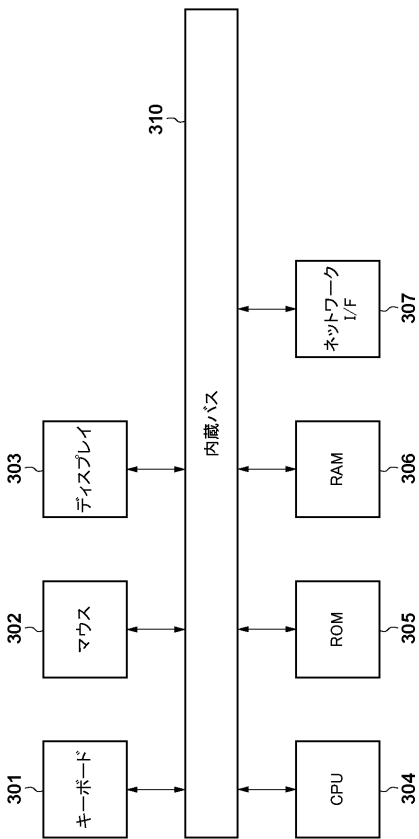 301
キーボード
302
マウス
303
ディスプレイ
310
内蔵バス
CPU
304
ROM
305
RAM
306
ネットワーク
I/F
307